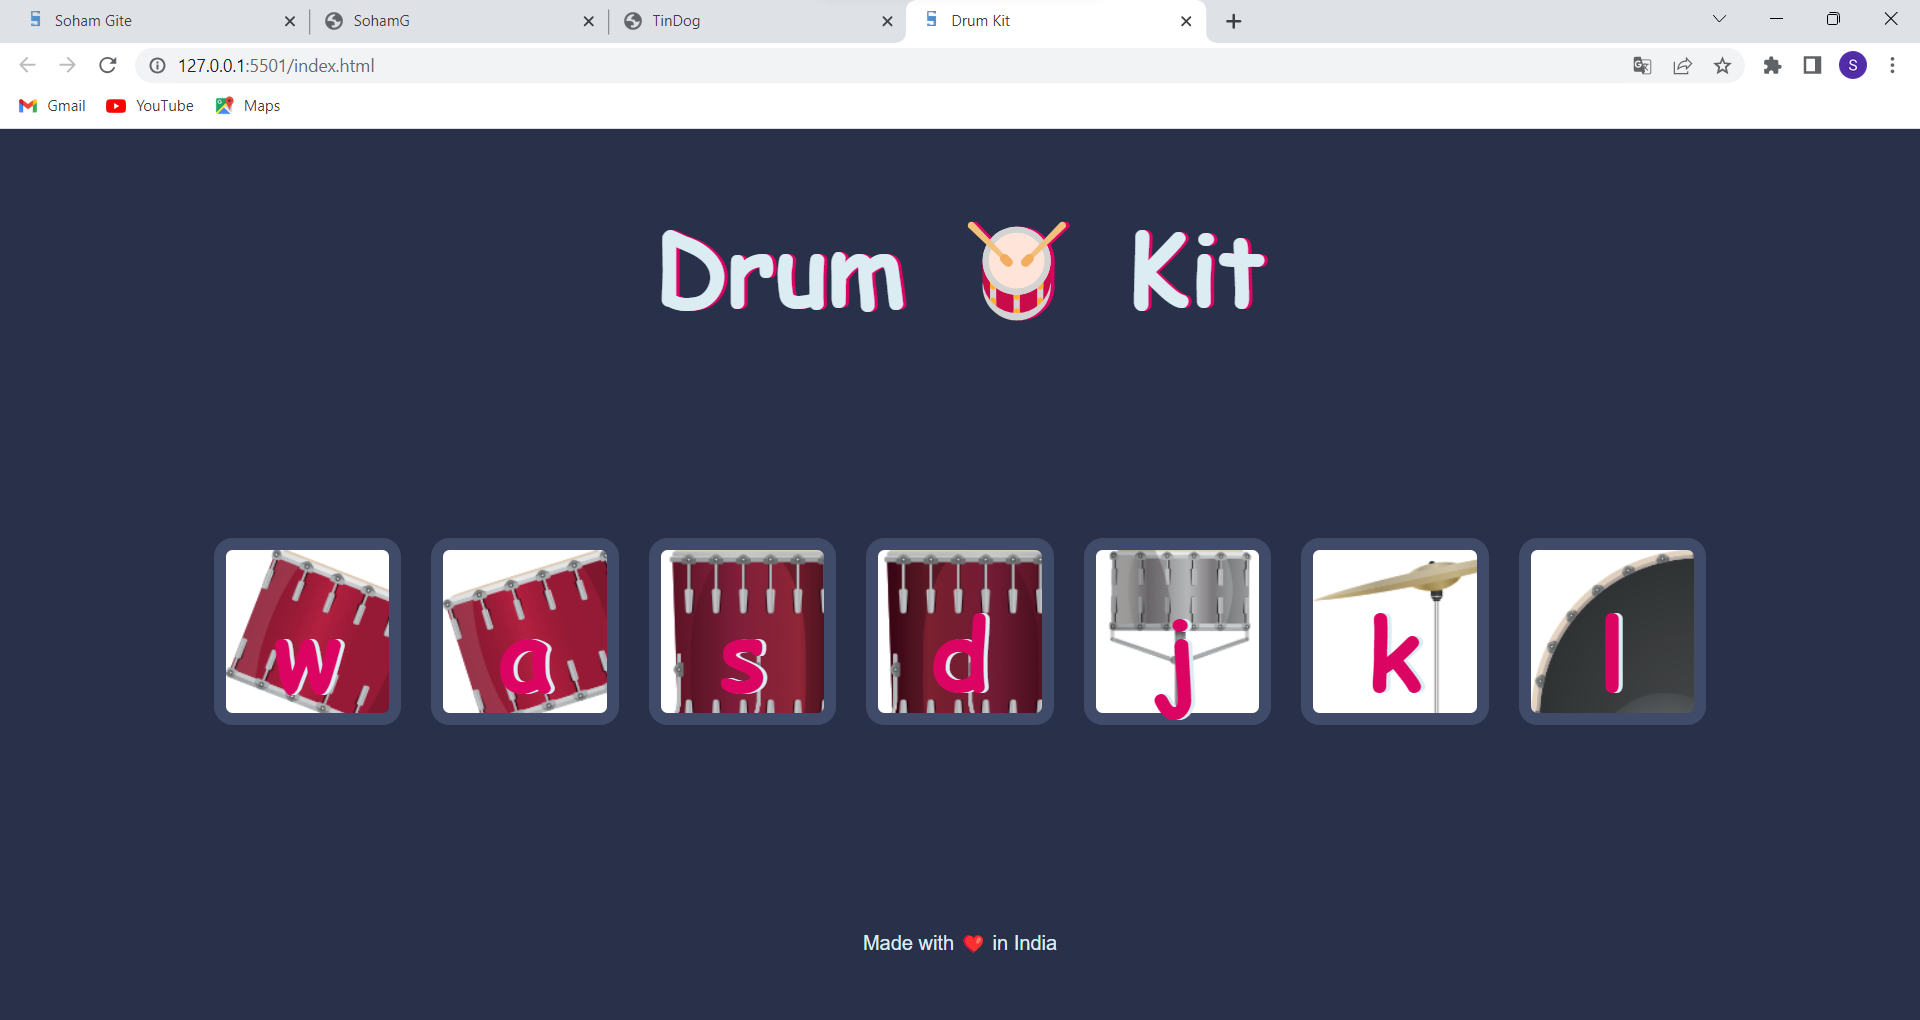 Soham Gite
SohamG
TinDog
Drum Kit
127.0.0.1:5501/index.html
S
Gmail
YouTube
Maps
Drum 🥁 Kit
w
a
s
d
j
k
l
Made with ❤️ in India